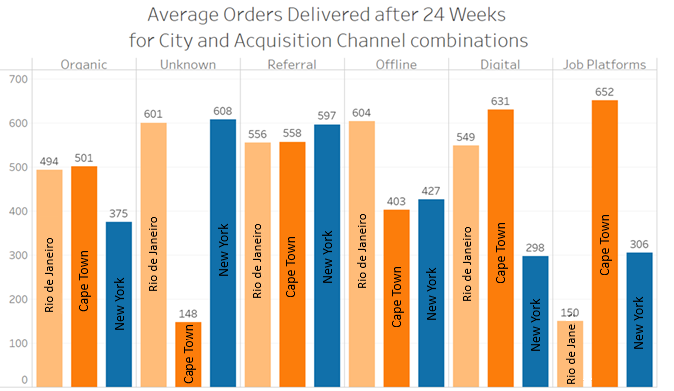 Average Orders Delivered after 24 Weeks
for City and Acquisition Channel combinations
Organic Unknown Referral Offline Digital Job Platforms
700
600
500
400
300
200
100
0
494 501 375
Rio de Janeiro Cape Town New York
601 148 608
Rio de Janeiro Cape Town New York
556 558 597
Rio de Janeiro Cape Town New York
604 403 427
Rio de Janeiro Cape Town New York
549 631 298
Rio de Janeiro Cape Town New York
150 652 306
Rio de Jane Cape Town New York